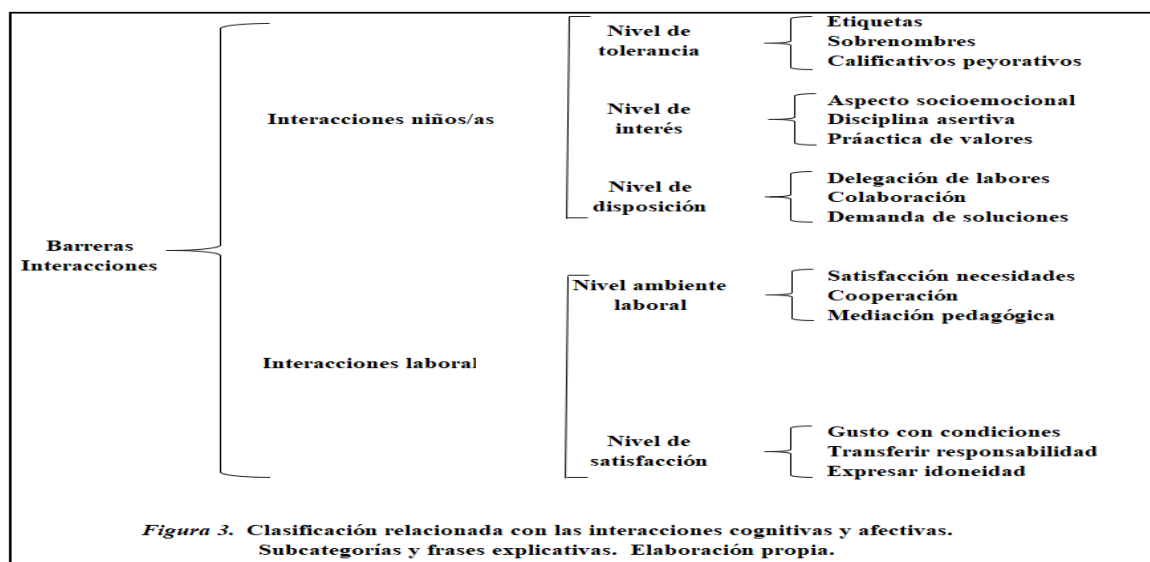 Barreras
Interacciones
Interacciones niños/as
Nivel de
tolerancia
Etiquetas
Sobrenombres
Calificativos peyorativos
Nivel de
interés
Aspecto socioemocional
Disciplina asertiva
Práactica de valores
Nivel de
disposición
Delegación de labores
Colaboración
Demanda de soluciones
Interacciones laboral
Nivel ambiente
laboral
Satisfacción necesidades
Cooperación
Mediación pedagógica
Nivel de
satisfacción
Gusto con condiciones
Transferir responsabilidad
Expresar idoneidad
Figura 3. Clasificación relacionada con las interacciones cognitivas y afectivas.
Subcategorías y frases explicativas. Elaboración propia.